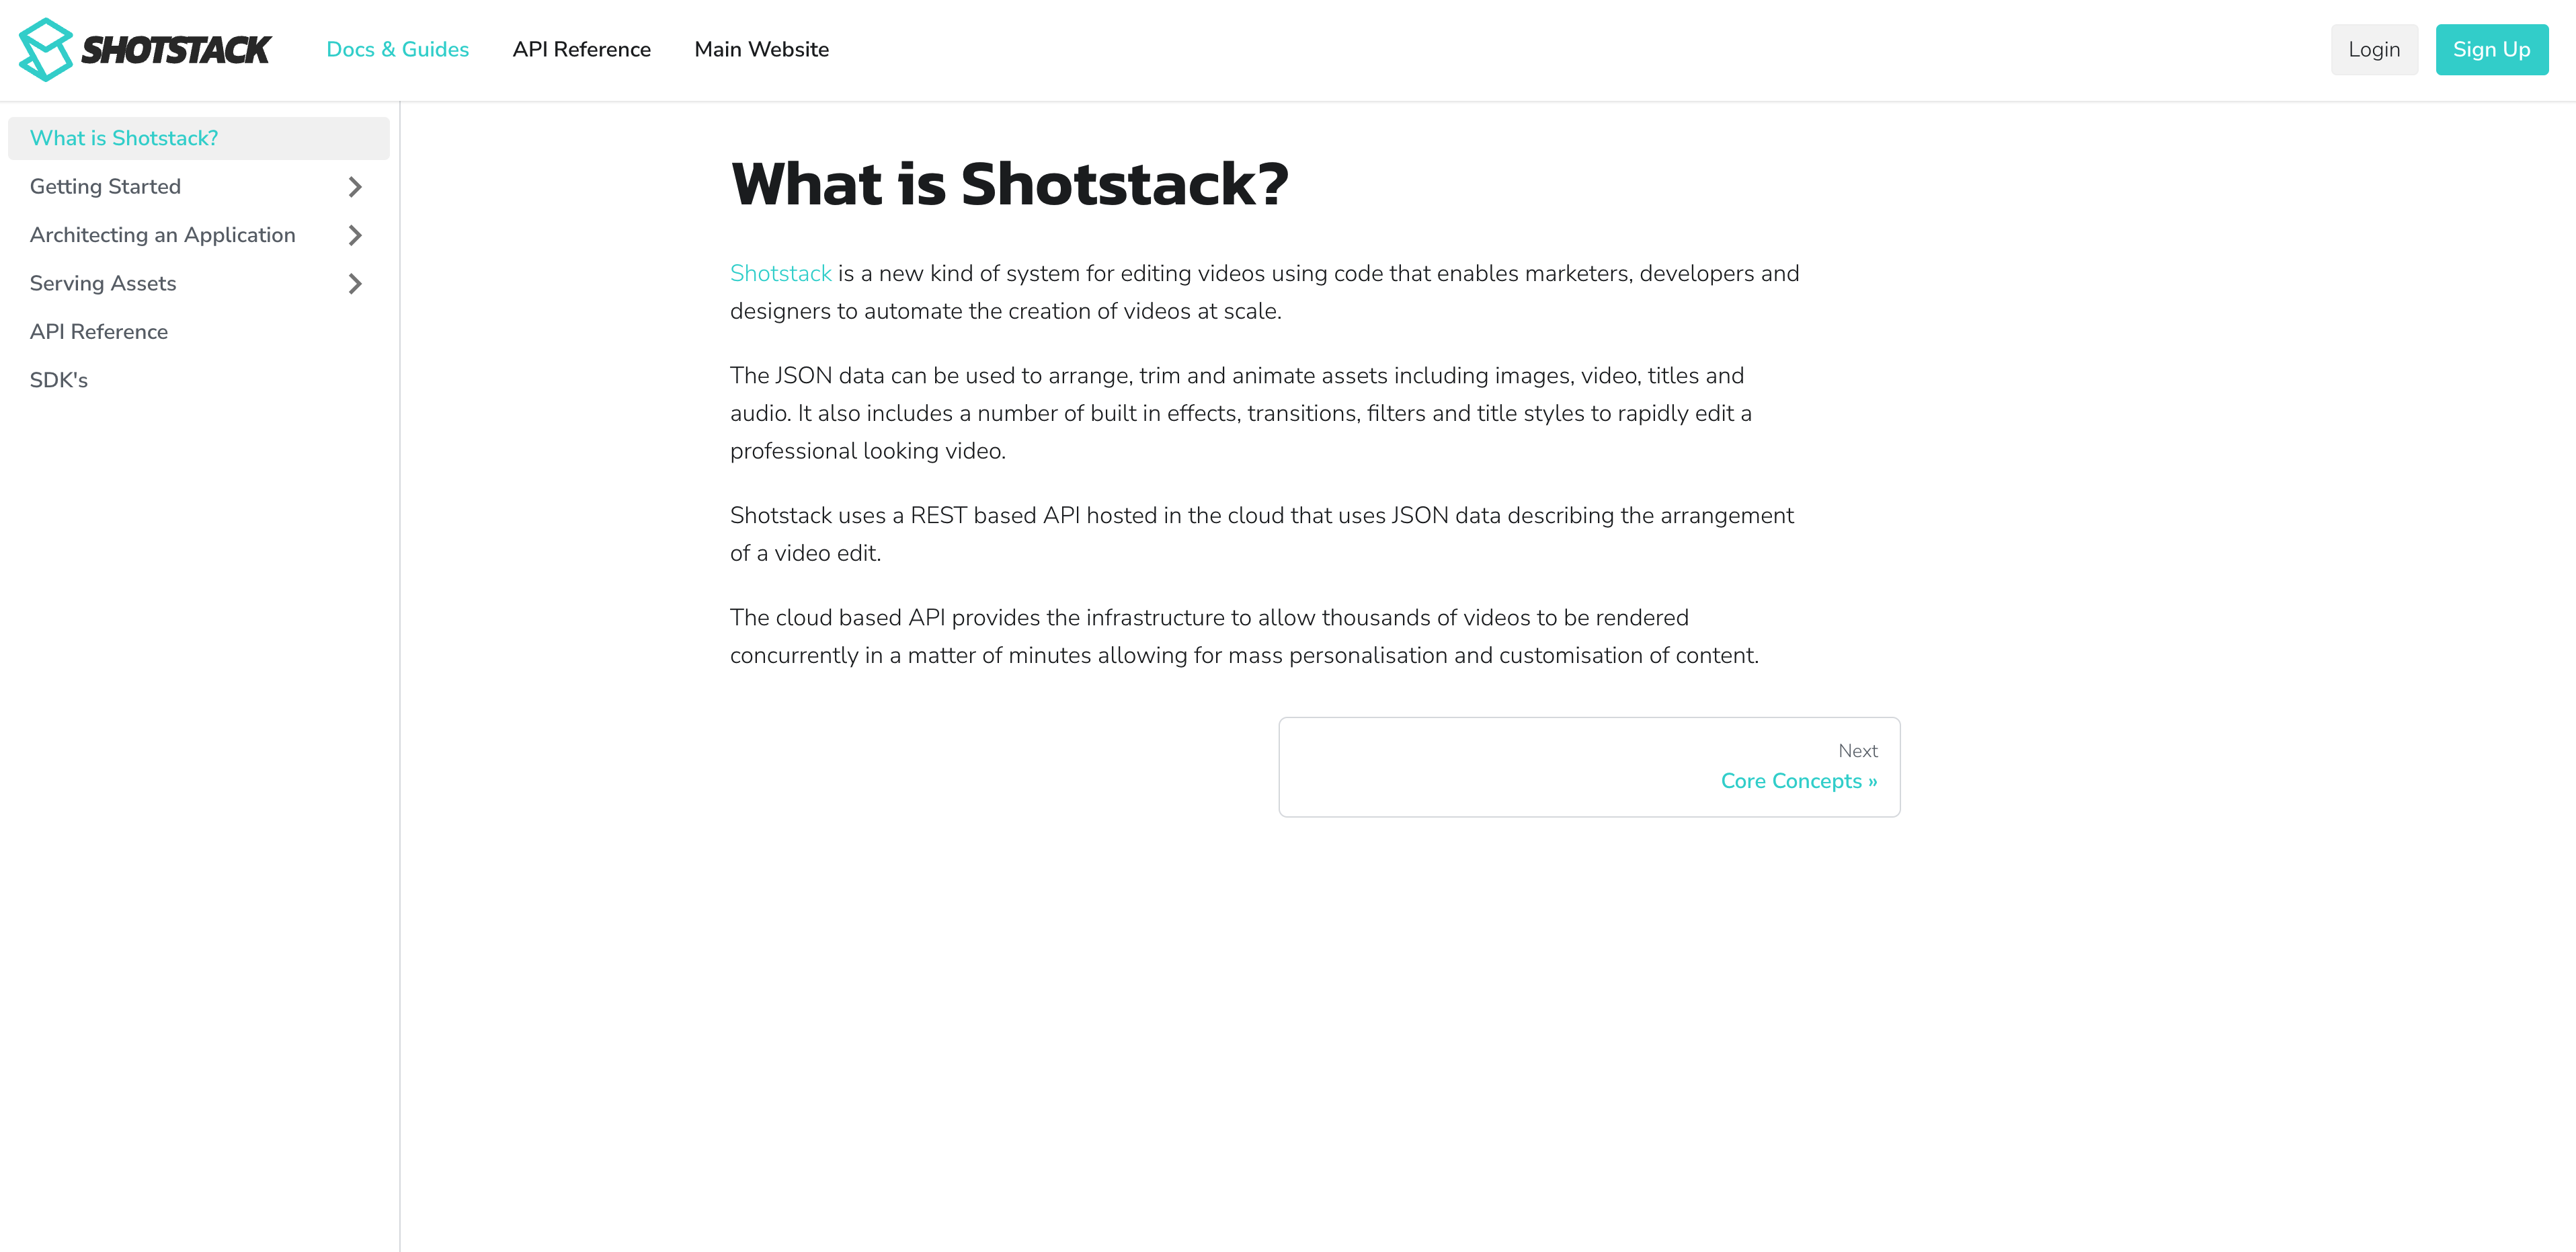 SHOTSTACK
Docs & Guides
API Reference
Main Website
Login
Sign Up
What is Shotstack?
Getting Started
Architecting an Application
Serving Assets
API Reference
SDK's
What is Shotstack?
Shotstack is a new kind of system for editing videos using code that enables marketers, developers and
designers to automate the creation of videos at scale.
The JSON data can be used to arrange, trim and animate assets including images, video, titles and
audio. It also includes a number of built in effects, transitions, filters and title styles to rapidly edit a
professional looking video.
Shotstack uses a REST based API hosted in the cloud that uses JSON data describing the arrangement
of a video edit.
The cloud based API provides the infrastructure to allow thousands of videos to be rendered
concurrently in a matter of minutes allowing for mass personalisation and customisation of content.
Next
Core Concepts »